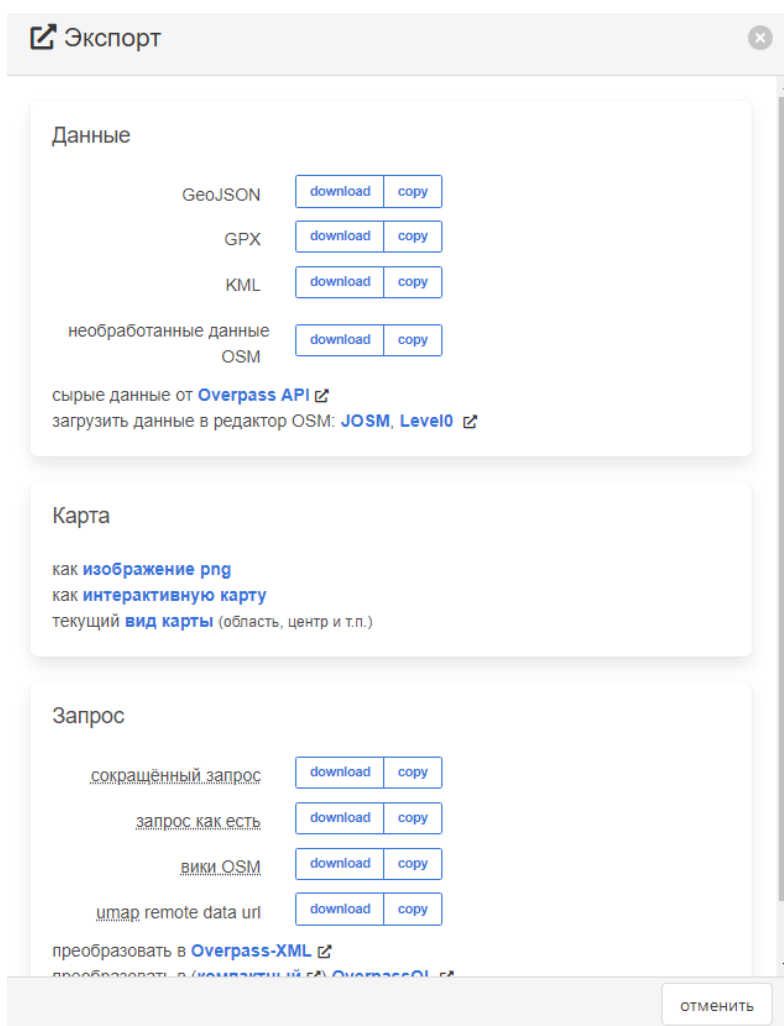 Экспорт
Данные
GeoJSON download copy
GPX download copy
KML download copy
необработанные данные
OSM download copy
сырые данные от Overpass API
загрузить данные в редактор OSM: JOSM, Level0
Карта
как изображение png
как интерактивную карту
текущий вид карты (область, центр и т.п.)
Запрос
сокращённый запрос download copy
запрос как есть download copy
вики OSM download copy
umap remote data url download copy
преобразовать в Overpass-XML
преобразовать в (компактный) OverpassQL
отменить